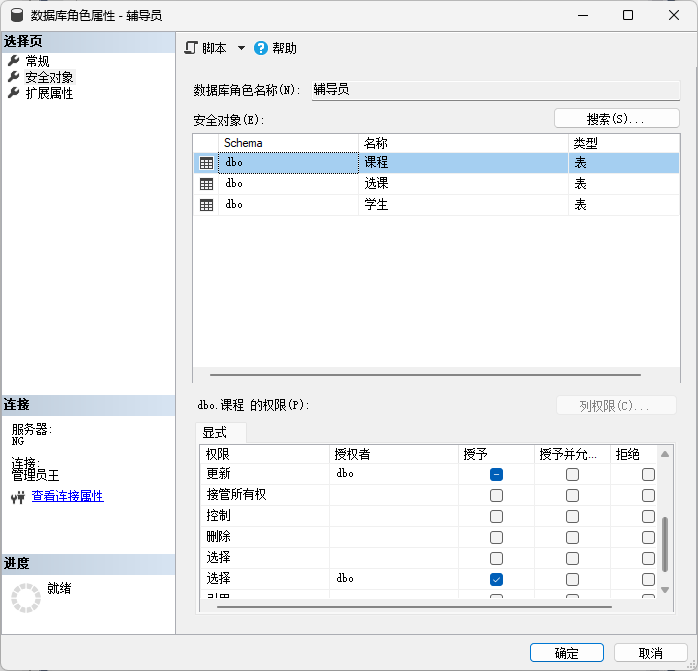 数据库角色属性 - 辅导员
选择页
常规
安全对象
扩展属性
脚本
帮助
数据库角色名称(N): 辅导员
安全对象(E):
搜索(S)...
Schema 名称 类型
dbo 课程 表
dbo 选课 表
dbo 学生 表
连接
服务器:
NG
连接:
管理员王
查看连接属性
进度
就绪
dbo.课程 的权限(P):
列权限(C)...
显式
权限 授权者 授予 授予并允... 拒绝
更新 dbo
接管所有权
控制
删除
选择
选择 dbo
引用
确定
取消